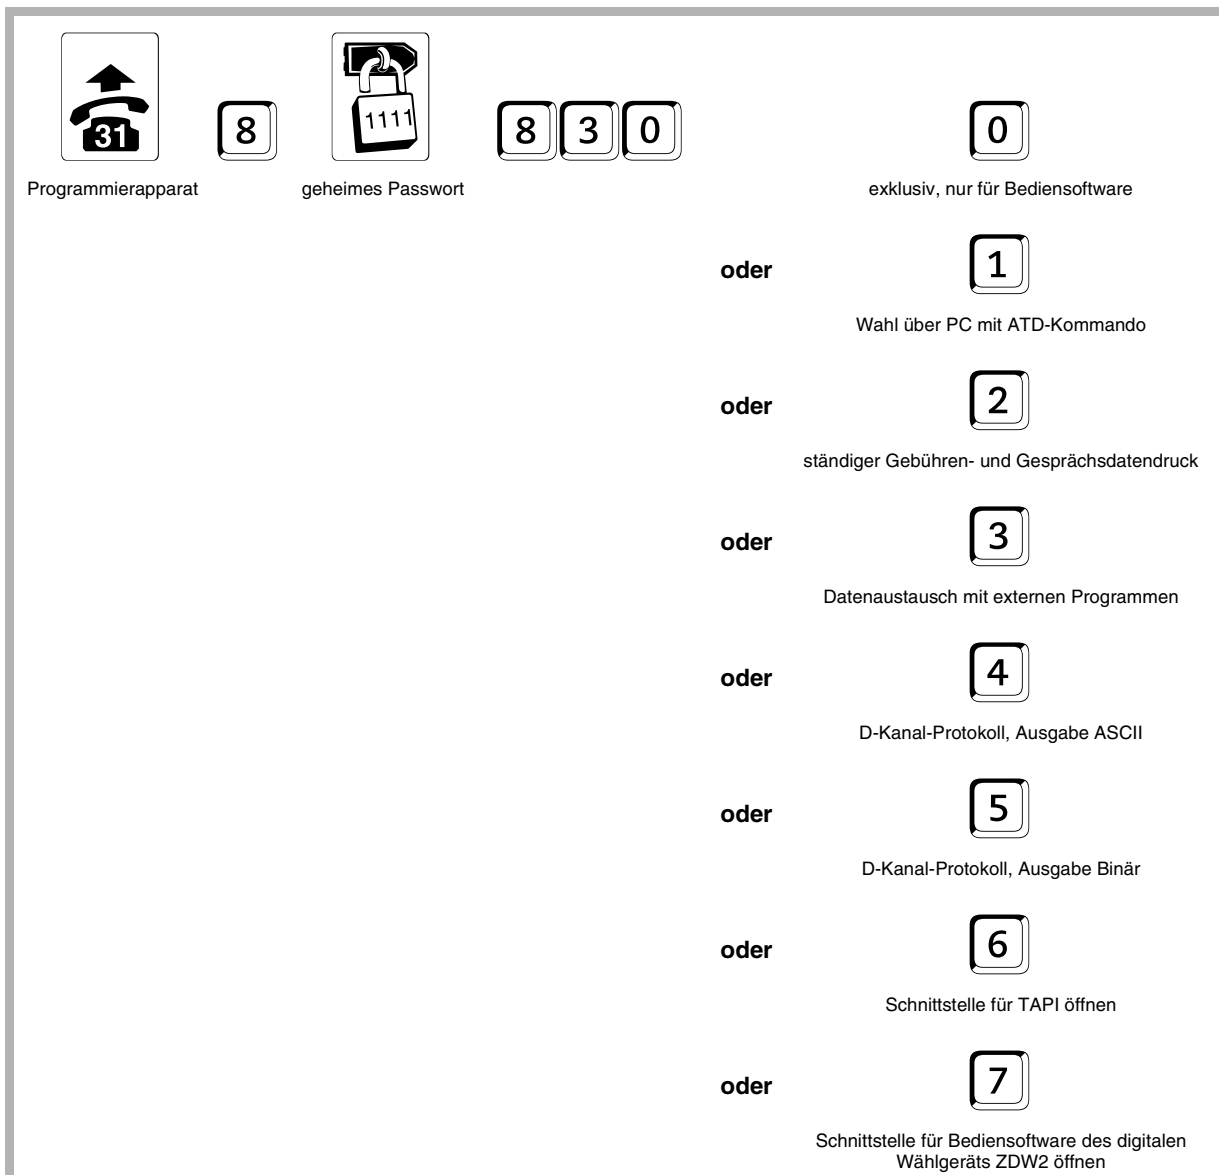 31 8 1111 8 3 0 0
Programmierapparat geheimes Passwort exklusiv, nur für Bediensoftware
oder 1
Wahl über PC mit ATD-Kommando
oder 2
ständiger Gebühren- und Gesprächsdatendruck
oder 3
Datenaustausch mit externen Programmen
oder 4
D-Kanal-Protokoll, Ausgabe ASCII
oder 5
D-Kanal-Protokoll, Ausgabe Binär
oder 6
Schnittstelle für TAPI öffnen
oder 7
Schnittstelle für Bediensoftware des digitalen
Wählgeräts ZDW2 öffnen